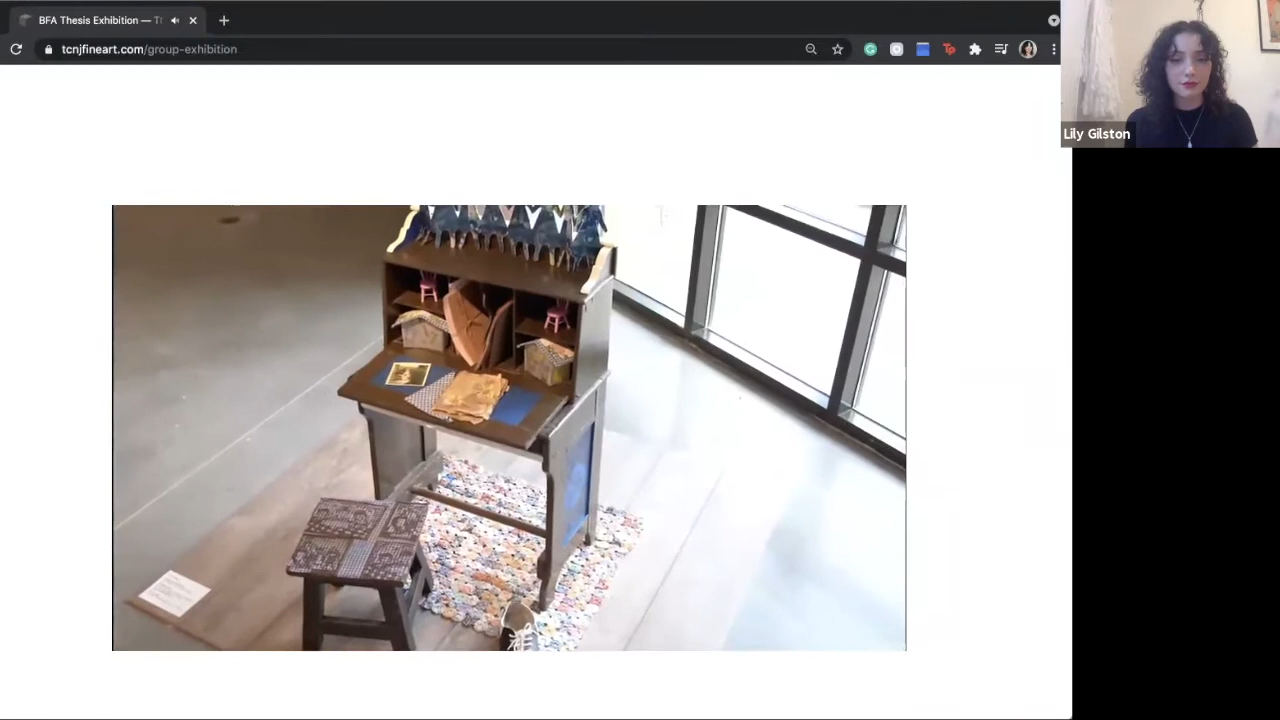 BFA Thesis Exhibition — T
tcnjfineart.com/group-exhibition
Lily Gilston